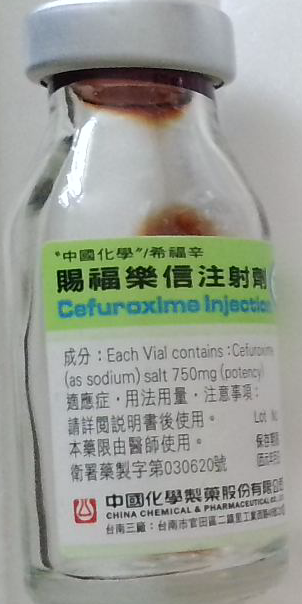 "中國化學"/希福辛
賜福樂信注射劑
Cefuroxime Injection
成分：Each Vial contains：Cefuroxime
(as sodium) salt 750mg (potency)
適應症，用法用量，注意事項：
請詳閱說明書後使用。
Lot No
本藥限由醫師使用。
衛署藥製字第030620號
中國化學製藥股份有限公司
CHINA CHEMICAL & PHARMACEUTICAL CO.,
台南三廠：台南市官田區二鎮里工業西路